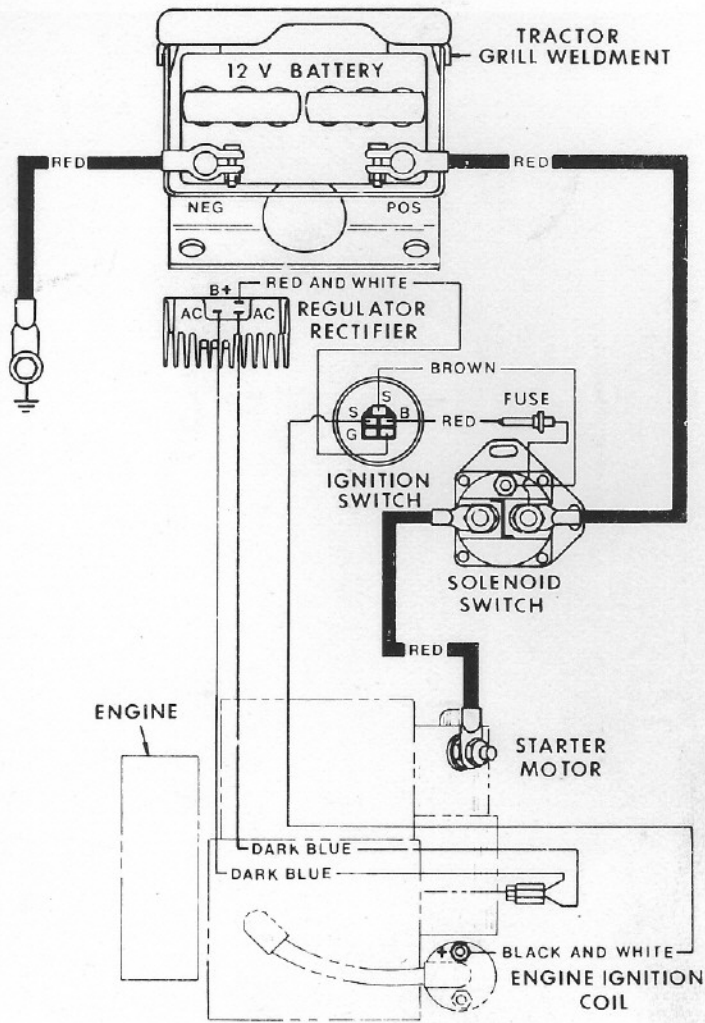 TRACTOR
GRILL WELDMENT
12 V BATTERY
RED
RED
NEG
POS
RED AND WHITE
B+
AC
AC
REGULATOR
RECTIFIER
BROWN
S
S
B
G
RED
FUSE
IGNITION
SWITCH
SOLENOID
SWITCH
RED
ENGINE
STARTER
MOTOR
DARK BLUE
DARK BLUE
+
BLACK AND WHITE
ENGINE IGNITION
COIL